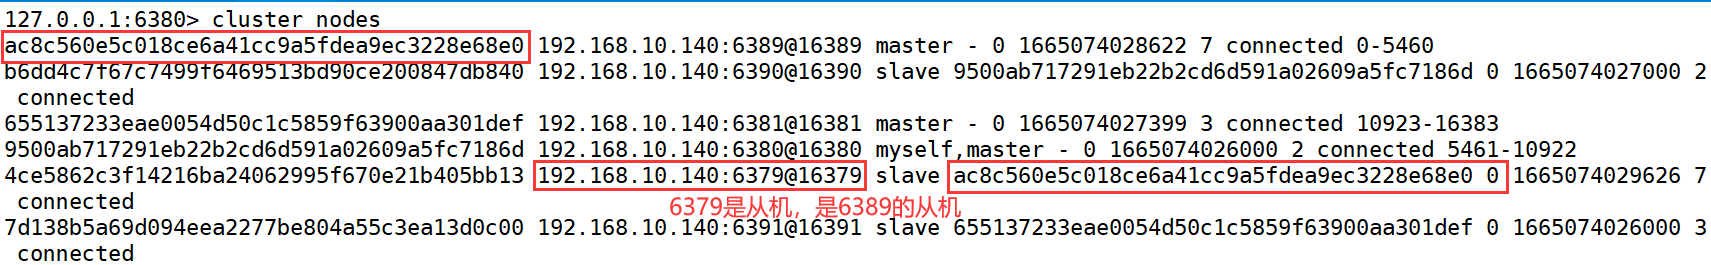 127.0.0.1:6380> cluster nodes
ac8c560e5c018ce6a41cc9a5fdea9ec3228e68e0 192.168.10.140:6389@16389 master - 0 1665074028622 7 connected 0-5460
b6dd4c7f67c7499f6469513bd90ce200847db840 192.168.10.140:6390@16390 slave 9500ab717291eb22b2cd6d591a02609a5fc7186d 0 1665074027000 2
connected
655137233eae0054d50c1c5859f63900aa301def 192.168.10.140:6381@16381 master - 0 1665074027399 3 connected 10923-16383
9500ab717291eb22b2cd6d591a02609a5fc7186d 192.168.10.140:6380@16380 myself,master - 0 1665074026000 2 connected 5461-10922
4ce5862c3f14216ba24062995f670e21b405bb13 192.168.10.140:6379@16379 slave ac8c560e5c018ce6a41cc9a5fdea9ec3228e68e0 0 1665074029626 7
connected
6379是从机，是6389的从机
7d138b5a69d094eea2277be804a55c3ea13d0c00 192.168.10.140:6391@16391 slave 655137233eae0054d50c1c5859f63900aa301def 0 1665074026000 3
connected